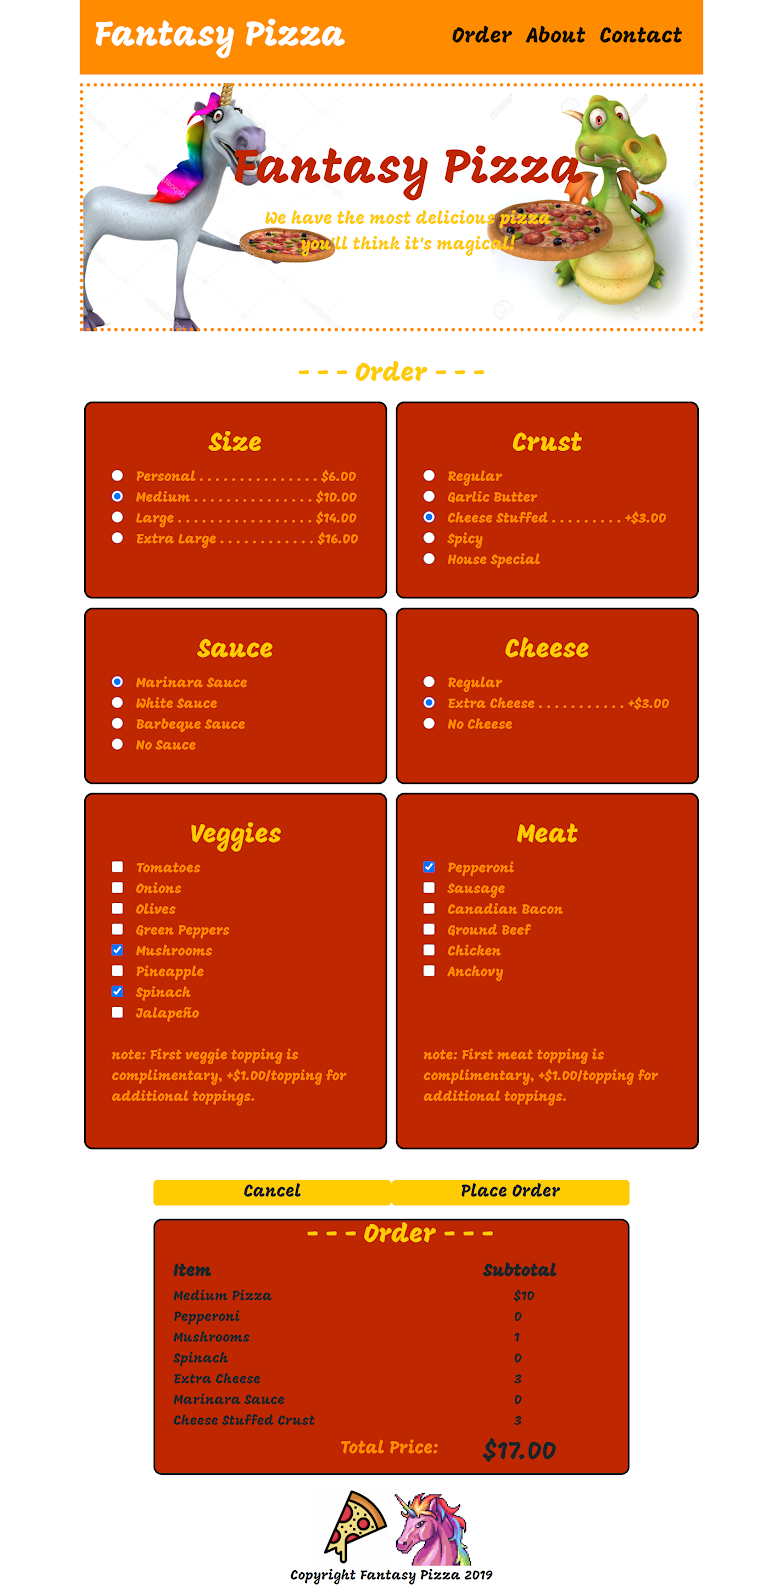 Fantasy Pizza
Order About Contact
Fantasy Pizza
We have the most delicious pizza
you'll think it's magical!
- - - Order - - -
Size
Personal . . . . . . . . . . . . . . . $6.00
Medium . . . . . . . . . . . . . . . $10.00
Large . . . . . . . . . . . . . . . . . $14.00
Extra Large . . . . . . . . . . . . $16.00
Crust
Regular
Garlic Butter
Cheese Stuffed . . . . . . . . . +$3.00
Spicy
House Special
Sauce
Marinara Sauce
White Sauce
Barbeque Sauce
No Sauce
Cheese
Regular
Extra Cheese . . . . . . . . . . . +$3.00
No Cheese
Veggies
Tomatoes
Onions
Olives
Green Peppers
Mushrooms
Pineapple
Spinach
Jalapeño
note: First veggie topping is
complimentary, +$1.00/topping for
additional toppings.
Meat
Pepperoni
Sausage
Canadian Bacon
Ground Beef
Chicken
Anchovy
note: First meat topping is
complimentary, +$1.00/topping for
additional toppings.
Cancel
Place Order
- - - Order - - -
Item Subtotal
Medium Pizza $10
Pepperoni 0
Mushrooms 1
Spinach 0
Extra Cheese 3
Marinara Sauce 0
Cheese Stuffed Crust 3
Total Price: $17.00
Copyright Fantasy Pizza 2019